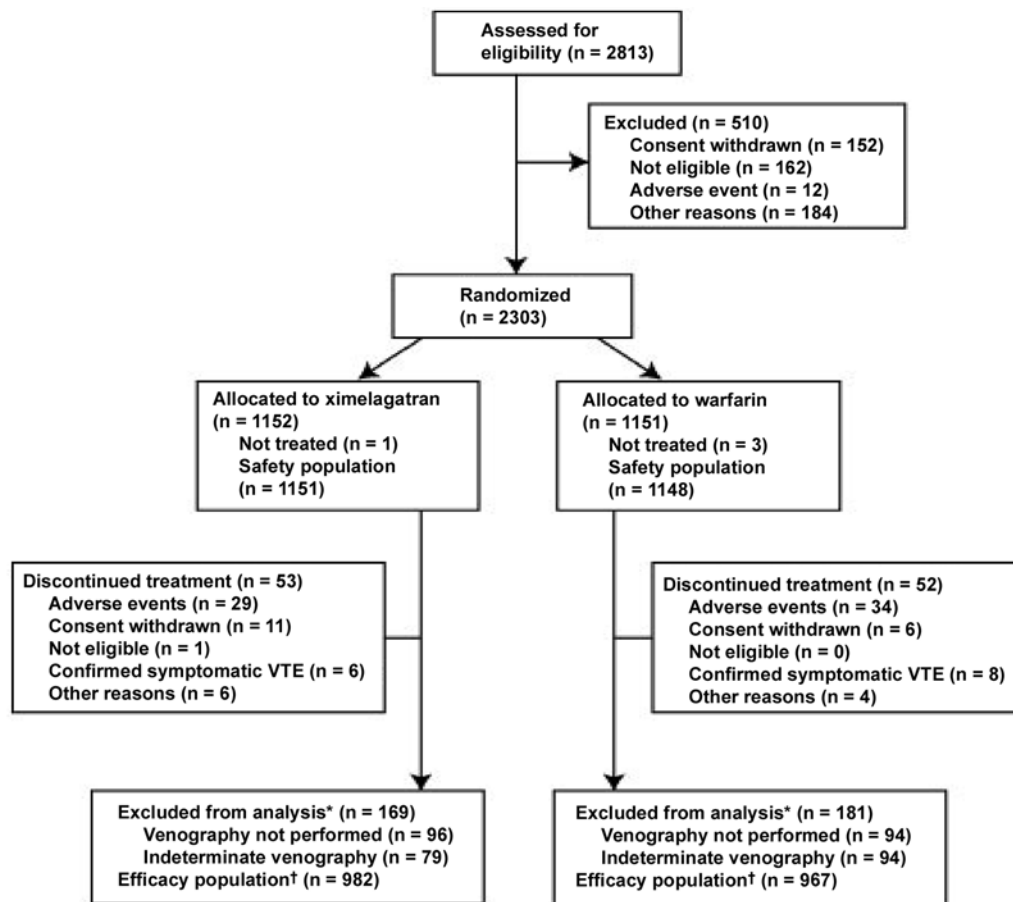 Assessed for
eligibility (n = 2813)
Excluded (n = 510)
Consent withdrawn (n = 152)
Not eligible (n = 162)
Adverse event (n = 12)
Other reasons (n = 184)
Randomized
(n = 2303)
Allocated to ximelagatran
(n = 1152)
Not treated (n = 1)
Safety population
(n = 1151)
Allocated to warfarin
(n = 1151)
Not treated (n = 3)
Safety population
(n = 1148)
Discontinued treatment (n = 53)
Adverse events (n = 29)
Consent withdrawn (n = 11)
Not eligible (n = 1)
Confirmed symptomatic VTE (n = 6)
Other reasons (n = 6)
Discontinued treatment (n = 52)
Adverse events (n = 34)
Consent withdrawn (n = 6)
Not eligible (n = 0)
Confirmed symptomatic VTE (n = 8)
Other reasons (n = 4)
Excluded from analysis* (n = 169)
Venography not performed (n = 96)
Indeterminate venography (n = 79)
Efficacy population† (n = 982)
Excluded from analysis* (n = 181)
Venography not performed (n = 94)
Indeterminate venography (n = 94)
Efficacy population† (n = 967)